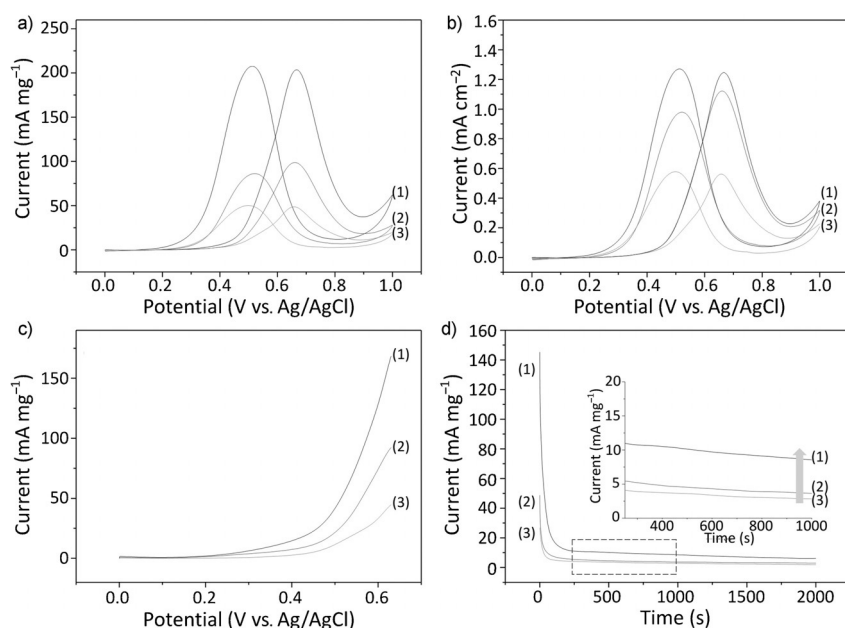 a)
250
200
150
100
50
0
Current (mA mg⁻¹)
0.0 0.2 0.4 0.6 0.8 1.0
Potential (V vs. Ag/AgCl)
(1)
(2)
(3)
b)
1.6
1.4
1.2
1.0
0.8
0.6
0.4
0.2
0.0
Current (mA cm⁻²)
0.0 0.2 0.4 0.6 0.8 1.0
Potential (V vs. Ag/AgCl)
(1)
(2)
(3)
c)
150
100
50
0
Current (mA mg⁻¹)
0.0 0.2 0.4 0.6
Potential (V vs. Ag/AgCl)
(1)
(2)
(3)
d)
160
140
120
100
80
60
40
20
0
Current (mA mg⁻¹)
0 500 1000 1500 2000
Time (s)
(1)
(2)
(3)
20
15
10
5
0
Current (mA mg⁻¹)
400 600 800 1000
Time (s)
(1)
(2)
(3)